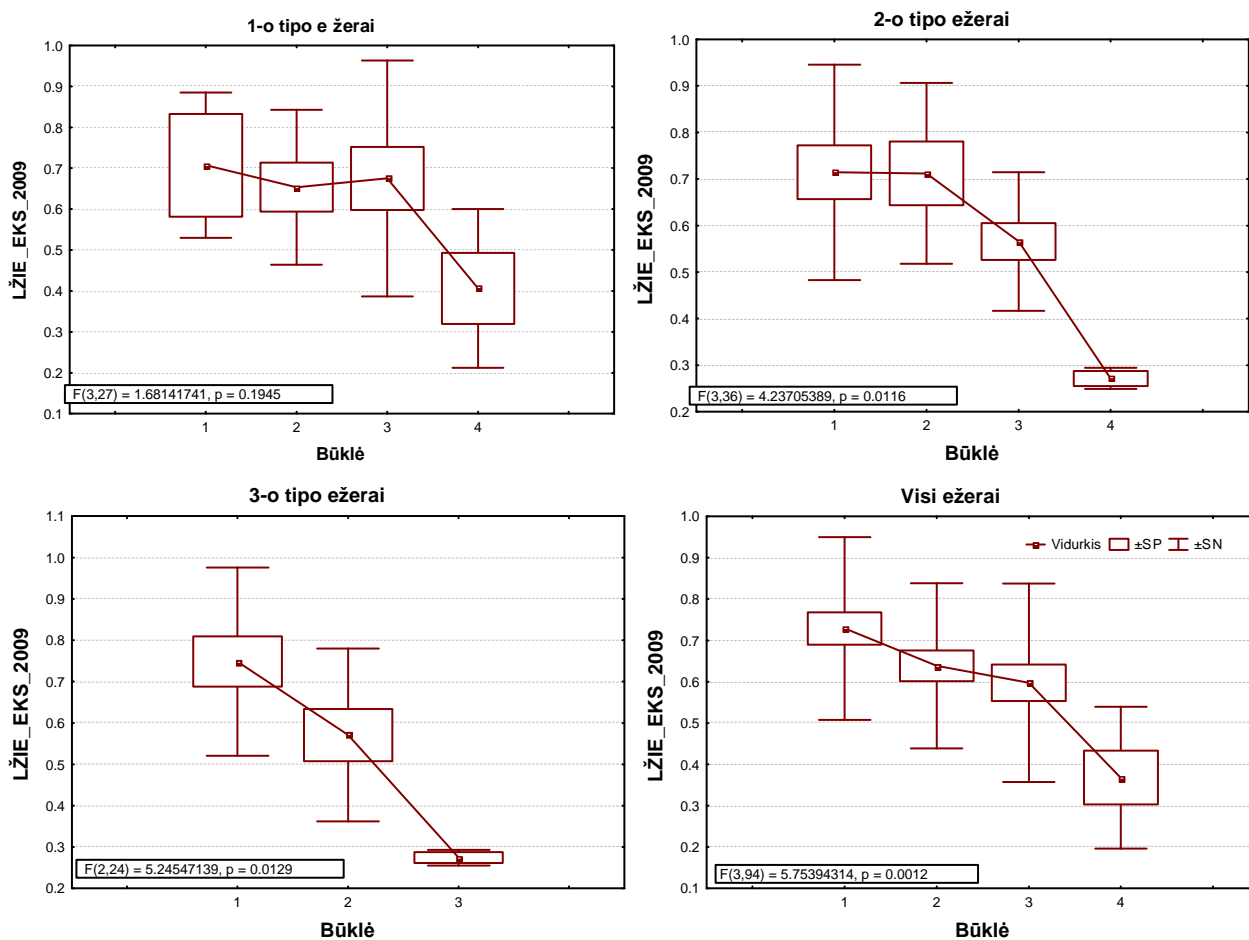 1-o tipo e žerai
LŽIE_EKS_2009
1.0
0.9
0.8
0.7
0.6
0.5
0.4
0.3
0.2
0.1
F(3,27) = 1.68141741, p = 0.1945
1 2 3 4
Būklė
2-o tipo ežerai
LŽIE_EKS_2009
1.0
0.9
0.8
0.7
0.6
0.5
0.4
0.3
0.2
F(3,36) = 4.23705389, p = 0.0116
1 2 3 4
Būklė
3-o tipo ežerai
LŽIE_EKS_2009
1.1
1.0
0.9
0.8
0.7
0.6
0.5
0.4
0.3
0.2
F(2,24) = 5.24547139, p = 0.0129
1 2 3
Būklė
Visi ežerai
LŽIE_EKS_2009
Vidurkis ±SP ±SN
1.0
0.9
0.8
0.7
0.6
0.5
0.4
0.3
0.2
0.1
F(3,94) = 5.75394314, p = 0.0012
1 2 3 4
Būklė